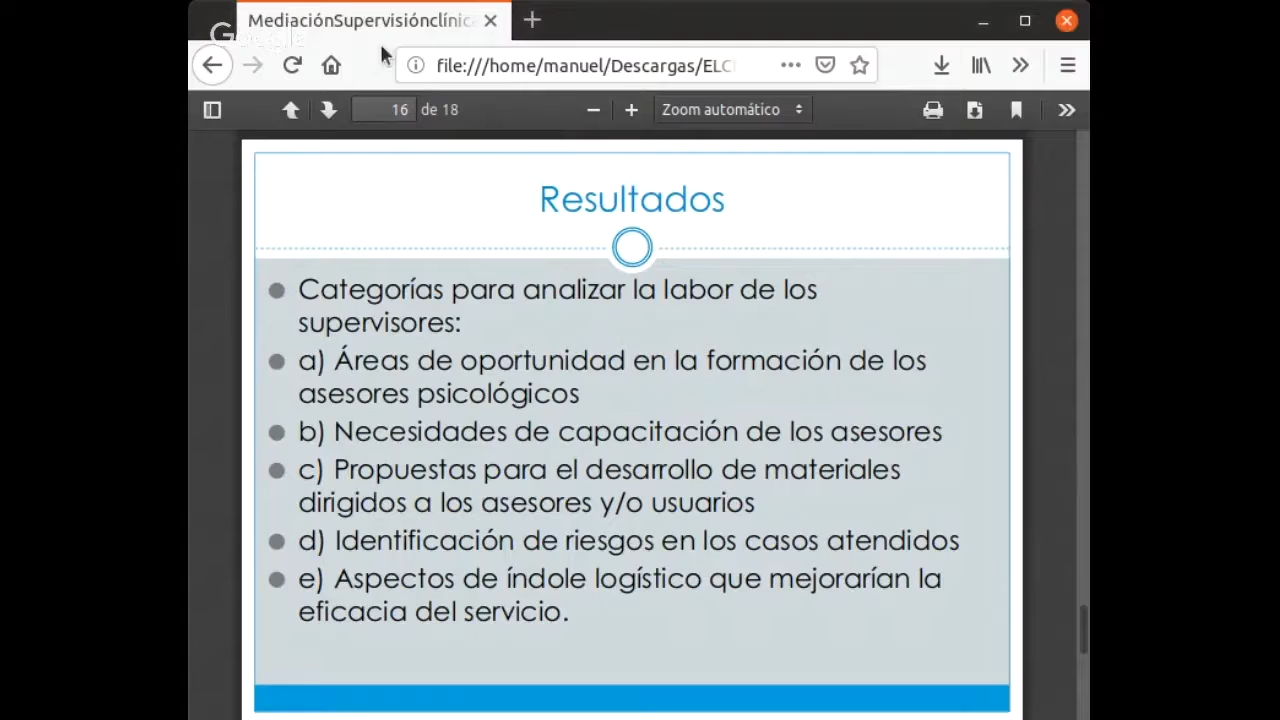 MediaciónSupervisiónclínic
Google
file:///home/manuel/Descargas/ELC
16 de 18
Zoom automático
Resultados
Categorías para analizar la labor de los
supervisores:
a) Áreas de oportunidad en la formación de los
asesores psicológicos
b) Necesidades de capacitación de los asesores
c) Propuestas para el desarrollo de materiales
dirigidos a los asesores y/o usuarios
d) Identificación de riesgos en los casos atendidos
e) Aspectos de índole logístico que mejorarían la
eficacia del servicio.